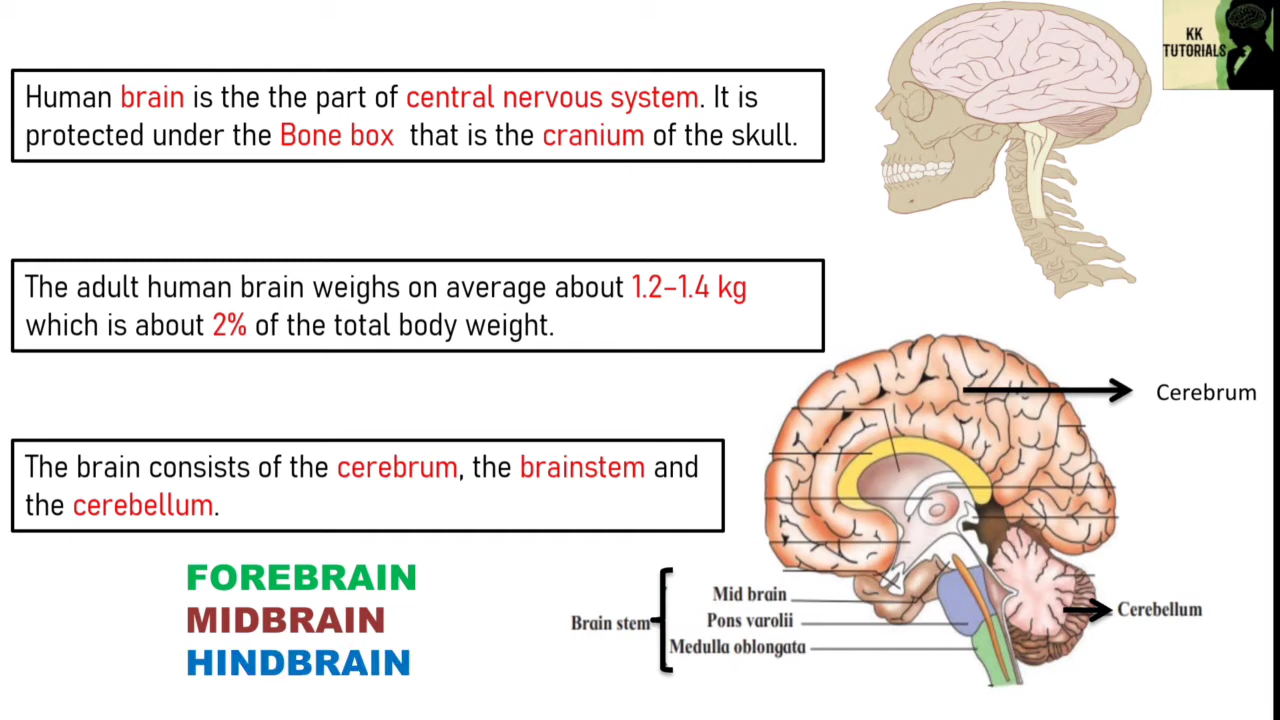 KK
TUTORIALS
Human brain is the the part of central nervous system. It is
protected under the Bone box that is the cranium of the skull.
The adult human brain weighs on average about 1.2–1.4 kg
which is about 2% of the total body weight.
Cerebrum
The brain consists of the cerebrum, the brainstem and
the cerebellum.
FOREBRAIN
MIDBRAIN
HINDBRAIN
Brain stem
Mid brain
Pons varolii
Medulla oblongata
Cerebellum